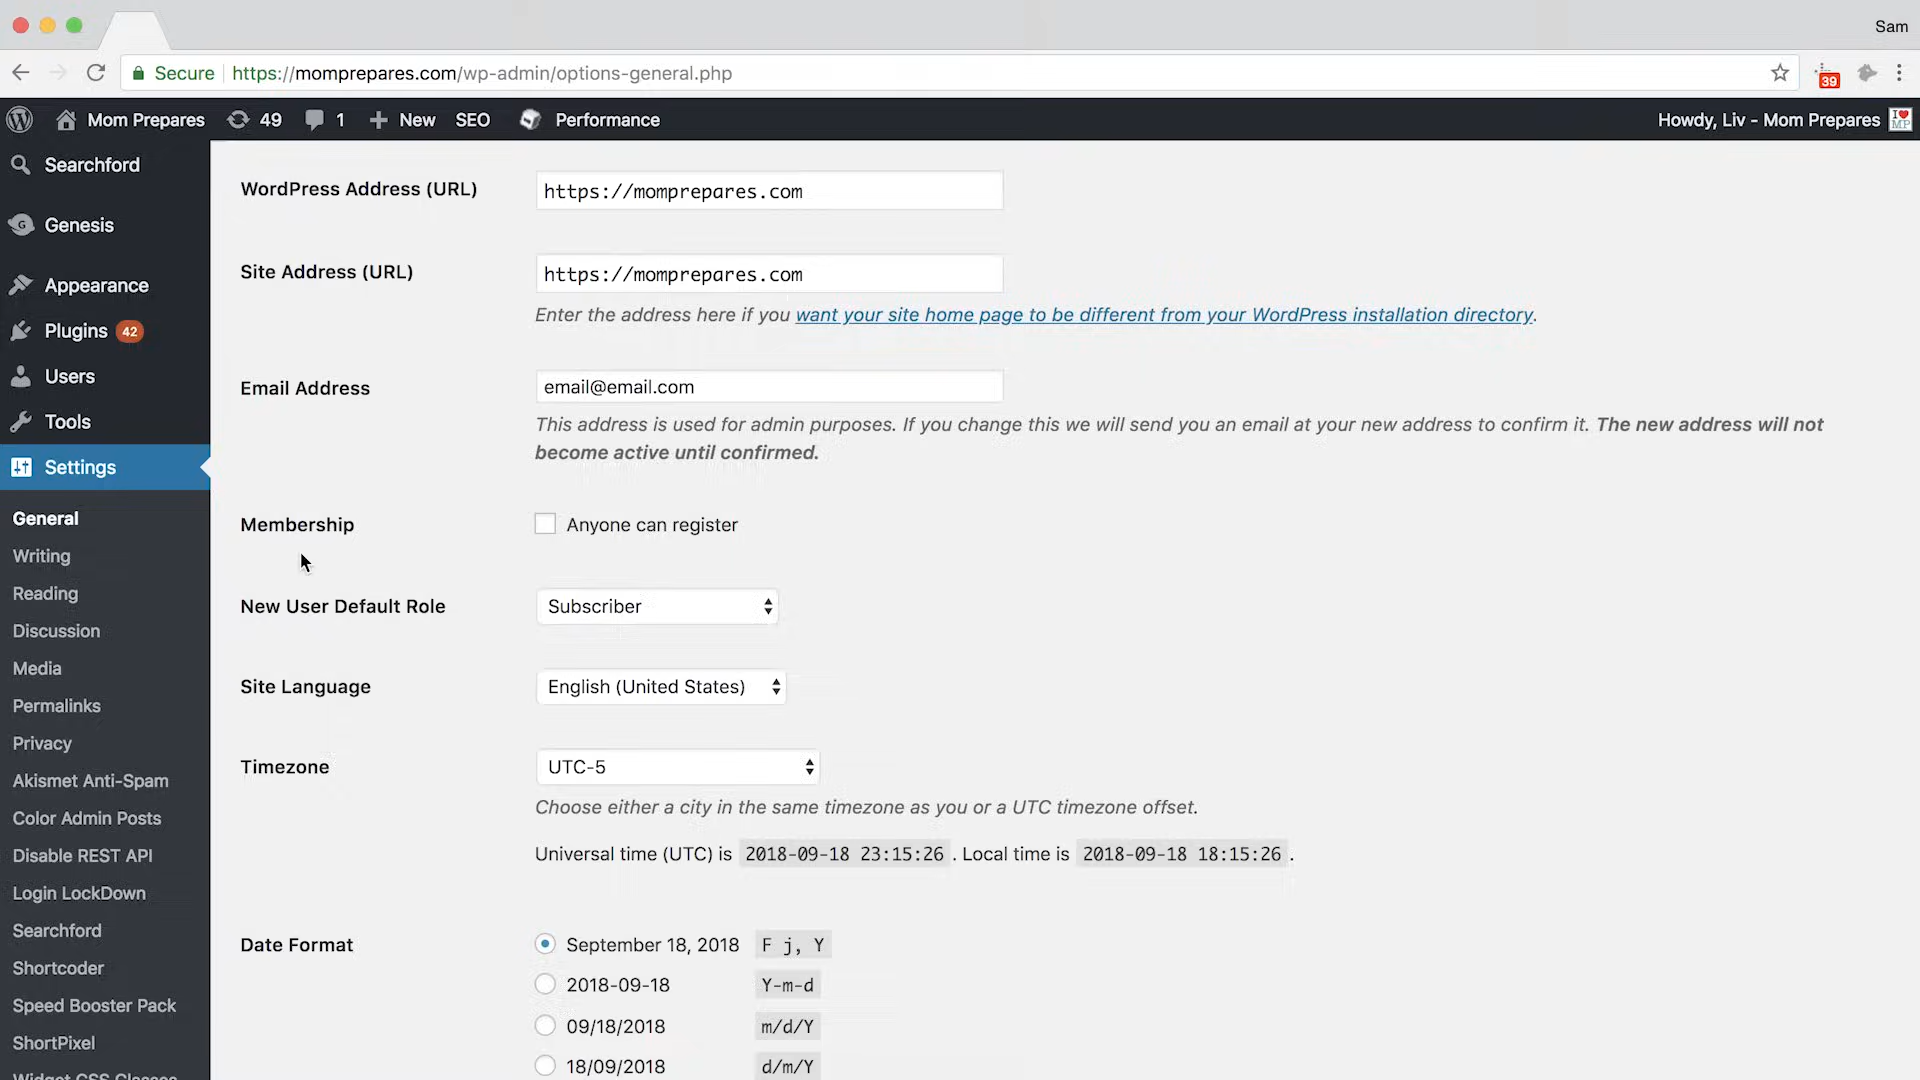 Sam
Secure https://momprepares.com/wp-admin/options-general.php
39
Mom Prepares 49 1 New SEO Performance Howdy, Liv - Mom Prepares
Searchford
Genesis
Appearance
Plugins 42
Users
Tools
Settings
General
Writing
Reading
Discussion
Media
Permalinks
Privacy
Akismet Anti-Spam
Color Admin Posts
Disable REST API
Login LockDown
Searchford
Shortcoder
Speed Booster Pack
ShortPixel
Widget CSS Classes
WordPress Address (URL) https://momprepares.com
Site Address (URL) https://momprepares.com
Enter the address here if you want your site home page to be different from your WordPress installation directory.
Email Address email@email.com
This address is used for admin purposes. If you change this we will send you an email at your new address to confirm it. The new address will not
become active until confirmed.
Membership Anyone can register
New User Default Role Subscriber
Site Language English (United States)
Timezone UTC-5
Choose either a city in the same timezone as you or a UTC timezone offset.
Universal time (UTC) is 2018-09-18 23:15:26 . Local time is 2018-09-18 18:15:26 .
Date Format September 18, 2018 F j, Y
2018-09-18 Y-m-d
09/18/2018 m/d/Y
18/09/2018 d/m/Y